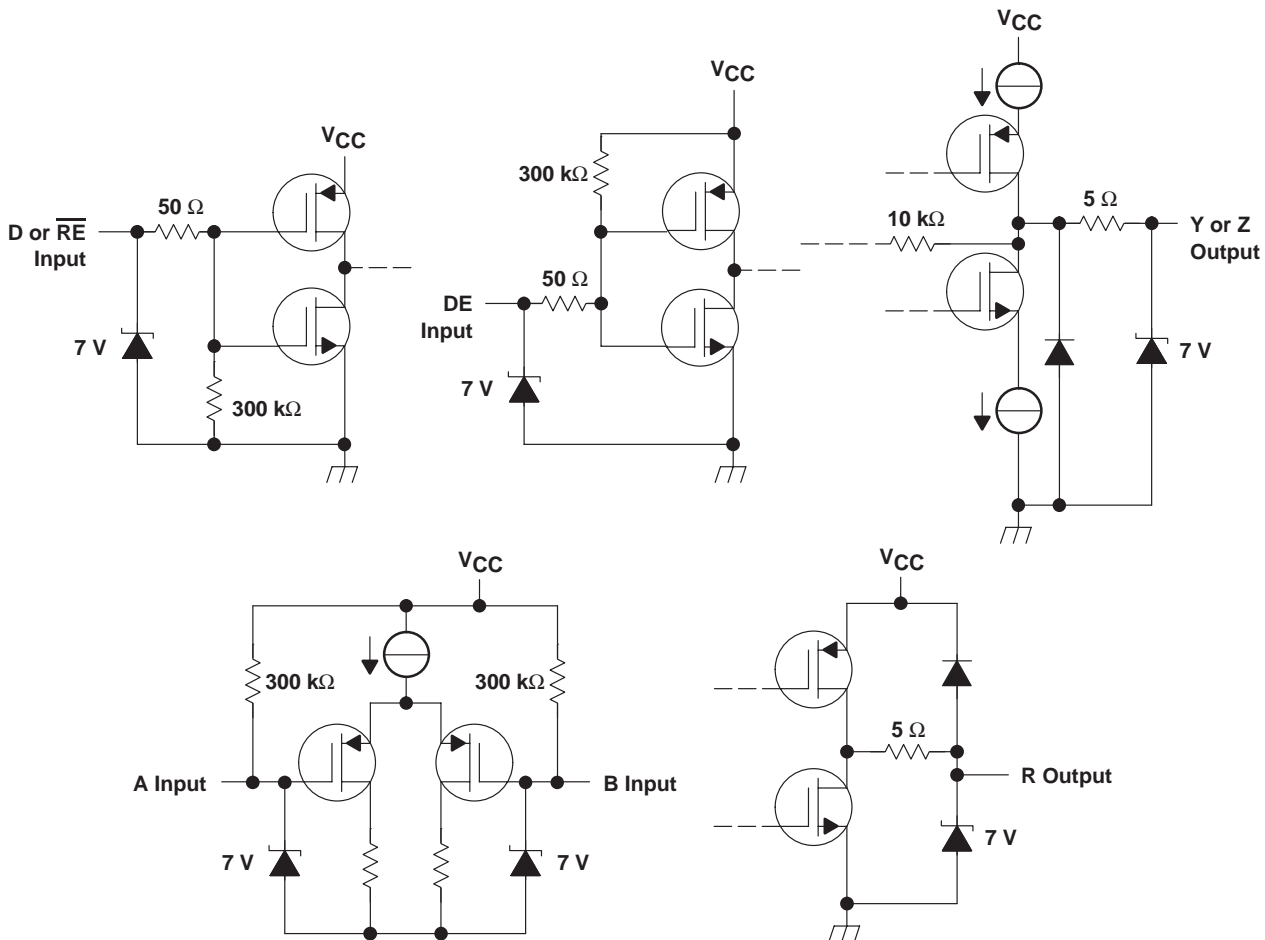 VCC
D or RE
Input
50 Ω
7 V
300 kΩ
VCC
300 kΩ
50 Ω
DE
Input
7 V
VCC
10 kΩ
5 Ω
Y or Z
Output
7 V
VCC
300 kΩ
300 kΩ
A Input
B Input
7 V
7 V
VCC
5 Ω
R Output
7 V